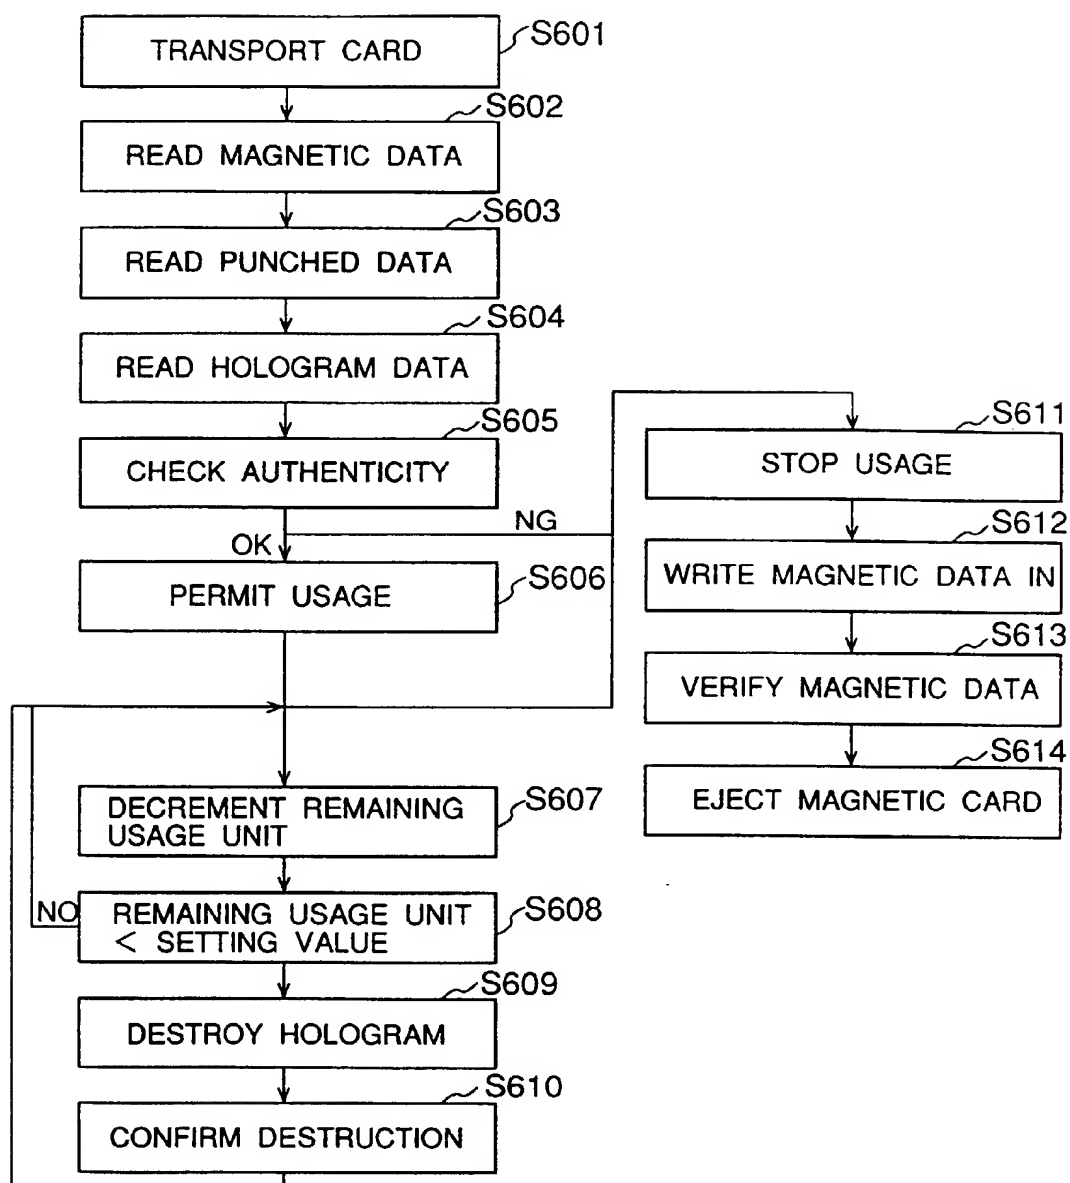 TRANSPORT CARD
S601
S602
READ MAGNETIC DATA
S603
READ PUNCHED DATA
S604
READ HOLOGRAM DATA
S605
CHECK AUTHENTICITY
NG
OK
PERMIT USAGE
S606
DECREMENT REMAINING
USAGE UNIT
S607
NO
REMAINING USAGE UNIT
< SETTING VALUE
S608
S609
DESTROY HOLOGRAM
S610
CONFIRM DESTRUCTION
S611
STOP USAGE
S612
WRITE MAGNETIC DATA IN
S613
VERIFY MAGNETIC DATA
S614
EJECT MAGNETIC CARD